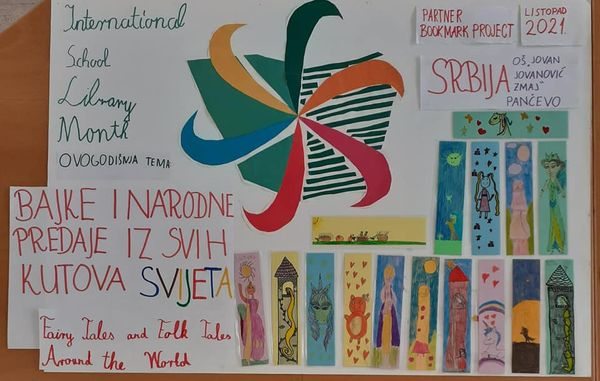 International
School
Library
Month
OVOGODIŠNJA TEMA
BAJKE I NARODNE
PREDAJE IZ SVIH
KUTOVA SVIJETA
Fairy Tales and Folk Tales
Around the World
PARTNER
BOOKMARK PROJECT
LISTOPAD
2021.
SRBIJA
OŠ „JOVAN
JOVANOVIĆ
ZMAJ"
PANČEVO